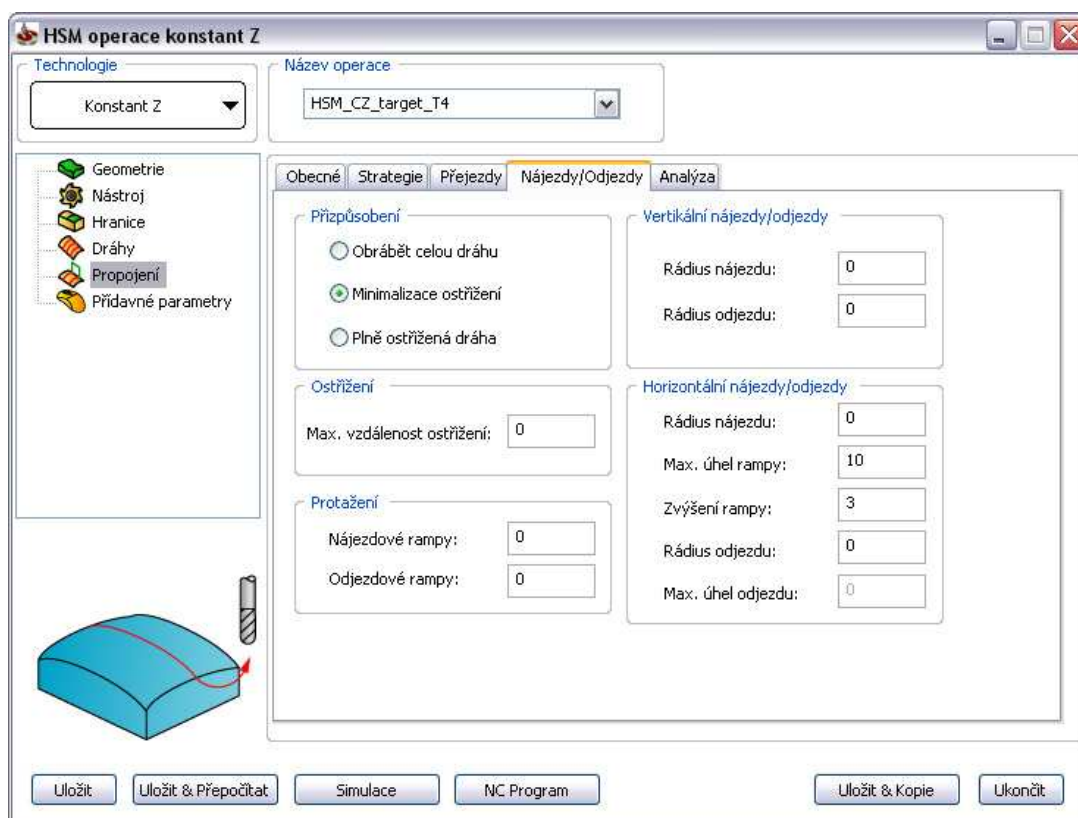 HSM operace konstant Z
Technologie
Konstant Z
Název operace
HSM_CZ_target_T4
Geometrie
Nástroj
Hranice
Dráhy
Propojení
Přídavné parametry
Obecné Strategie Přejezdy Nájezdy/Odjezdy Analýza
Přizpůsobení
Obrábět celou dráhu
Minimalizace ostřižení
Plně ostřižená dráha
Ostřižení
Max. vzdálenost ostřižení: 0
Protažení
Nájezdové rampy: 0
Odjezdové rampy: 0
Vertikální nájezdy/odjezdy
Rádius nájezdu: 0
Rádius odjezdu: 0
Horizontální nájezdy/odjezdy
Rádius nájezdu: 0
Max. úhel rampy: 10
Zvýšení rampy: 3
Rádius odjezdu: 0
Max. úhel odjezdu: 0
Uložit Uložit & Přepočítat Simulace NC Program Uložit & Kopie Ukončit